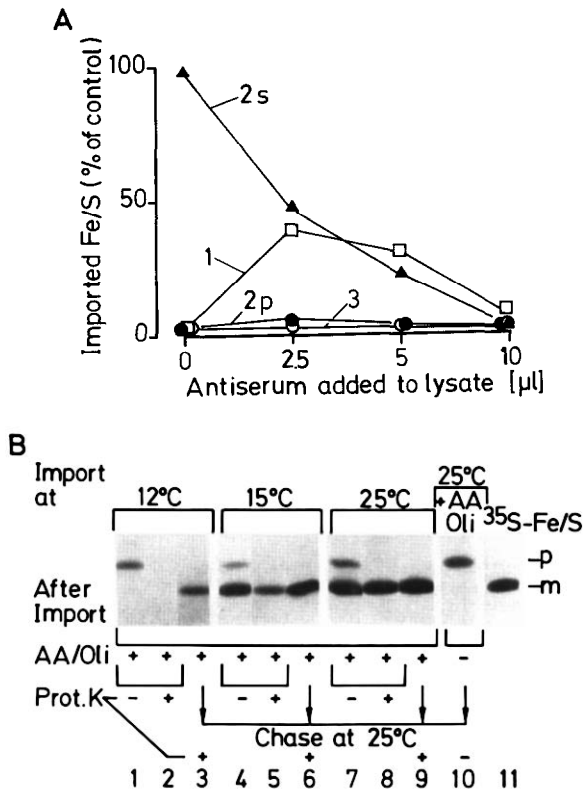 A
Imported Fe/S (% of control)
100
50
0
2s
1
2p
3
0 2.5 5 10
Antiserum added to lysate [µl]
B
Import at
12°C 15°C 25°C 25°C + AA Oli 35S-Fe/S
-p
-m
After Import
AA/Oli + + + + + + + + + -
Prot.K - + - + - +
Chase at 25°C
+ + + -
1 2 3 4 5 6 7 8 9 10 11